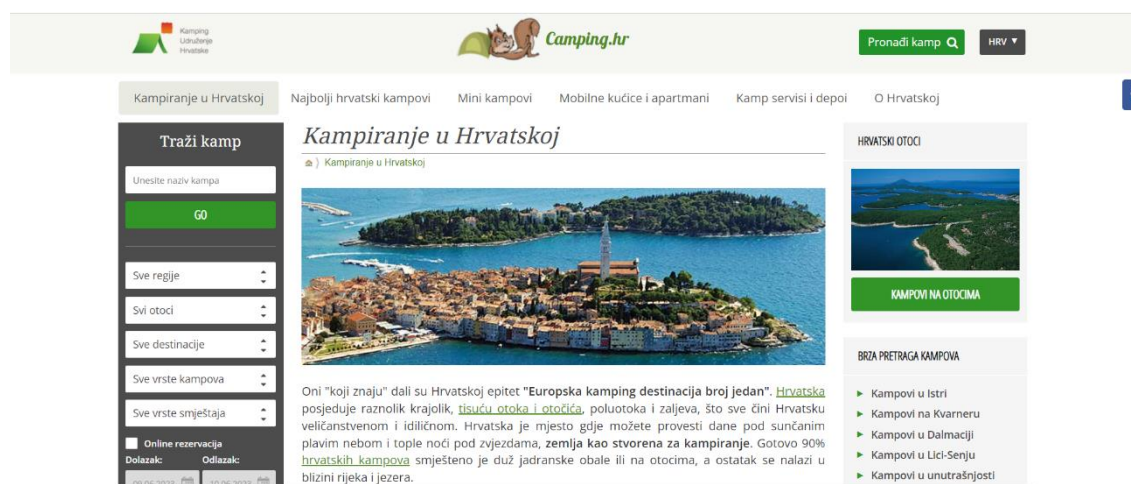 Kamping
Udruženje
Hrvatske
Camping.hr
Pronađi kamp
HRV
Kampiranje u Hrvatskoj
Najbolji hrvatski kampovi
Mini kampovi
Mobilne kućice i apartmani
Kamp servisi i depoi
O Hrvatskoj
Traži kamp
Unesite naziv kampa
GO
Sve regije
Svi otoci
Sve destinacije
Sve vrste kampova
Sve vrste smještaja
Online rezervacija
Dolazak:
Odlazak:
09.06.2023
10.06.2023
Kampiranje u Hrvatskoj
Kampiranje u Hrvatskoj
Oni "koji znaju" dali su Hrvatskoj epitet "Europska kamping destinacija broj jedan". Hrvatska
posjeduje raznolik krajolik, tisuću otoka i otočića, poluotoka i zaljeva, što sve čini Hrvatsku
veličanstvenom i idiličnom. Hrvatska je mjesto gdje možete provesti dane pod sunčanim
plavim nebom i tople noći pod zvjezdama, zemlja kao stvorena za kampiranje. Gotovo 90%
hrvatskih kampova smješteno je duž jadranske obale ili na otocima, a ostatak se nalazi u
blizini rijeka i jezera.
HRVATSKI OTOCI
KAMPOVI NA OTOCIMA
BRZA PRETRAGA KAMPOVA
Kampovi u Istri
Kampovi na Kvarneru
Kampovi u Dalmaciji
Kampovi u Lici-Senju
Kampovi u unutrašnjosti